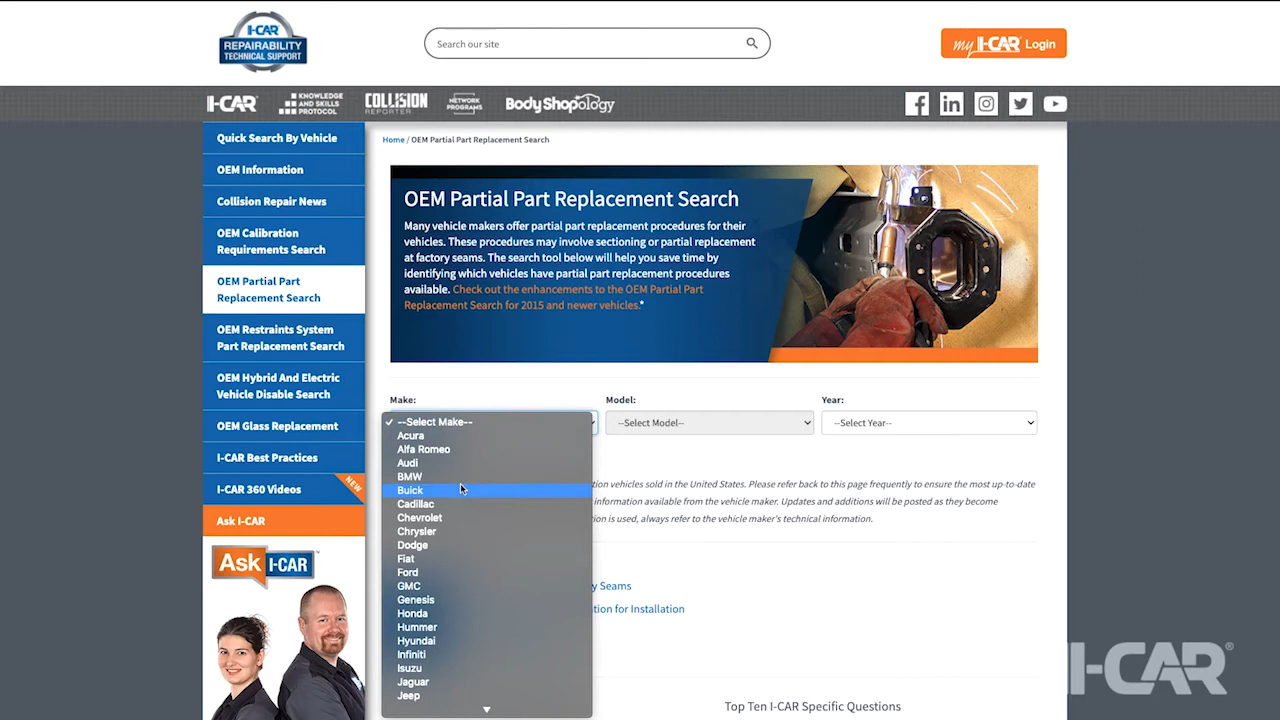 I-CAR
REPAIRABILITY
TECHNICAL SUPPORT
Search our site
my I-CAR Login
I-CAR
KNOWLEDGE AND SKILLS PROTOCOL
COLLISION REPORTER
NETWORK PROGRAMS
BodyShopology
Quick Search By Vehicle
OEM Information
Collision Repair News
OEM Calibration
Requirements Search
OEM Partial Part
Replacement Search
OEM Restraints System
Part Replacement Search
OEM Hybrid And Electric
Vehicle Disable Search
OEM Glass Replacement
I-CAR Best Practices
I-CAR 360 Videos
NEW
Ask I-CAR
Ask I-CAR
Home / OEM Partial Part Replacement Search
OEM Partial Part Replacement Search
Many vehicle makers offer partial part replacement procedures for their
vehicles. These procedures may involve sectioning or partial replacement
at factory seams. The search tool below will help you save time by
identifying which vehicles have partial part replacement procedures
available. Check out the enhancements to the OEM Partial Part
Replacement Search for 2015 and newer vehicles.*
Make:
Model:
Year:
--Select Model--
--Select Year--
✓ --Select Make--
Acura
Alfa Romeo
Audi
BMW
Buick
Cadillac
Chevrolet
Chrysler
Dodge
Fiat
Ford
GMC
Genesis
Honda
Hummer
Hyundai
Infiniti
Isuzu
Jaguar
Jeep
vehicles sold in the United States. Please refer back to this page frequently to ensure the most up-to-date
information available from the vehicle maker. Updates and additions will be posted as they become
is used, always refer to the vehicle maker's technical information.
Seams
for Installation
Top Ten I-CAR Specific Questions
I-CAR®